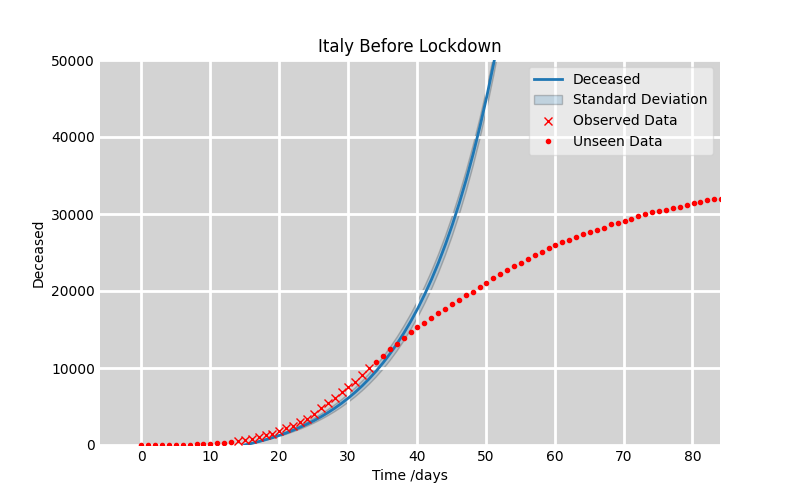 Italy Before Lockdown
50000
40000
30000
20000
10000
0
Deceased
Deceased
Standard Deviation
Observed Data
Unseen Data
0 10 20 30 40 50 60 70 80
Time /days